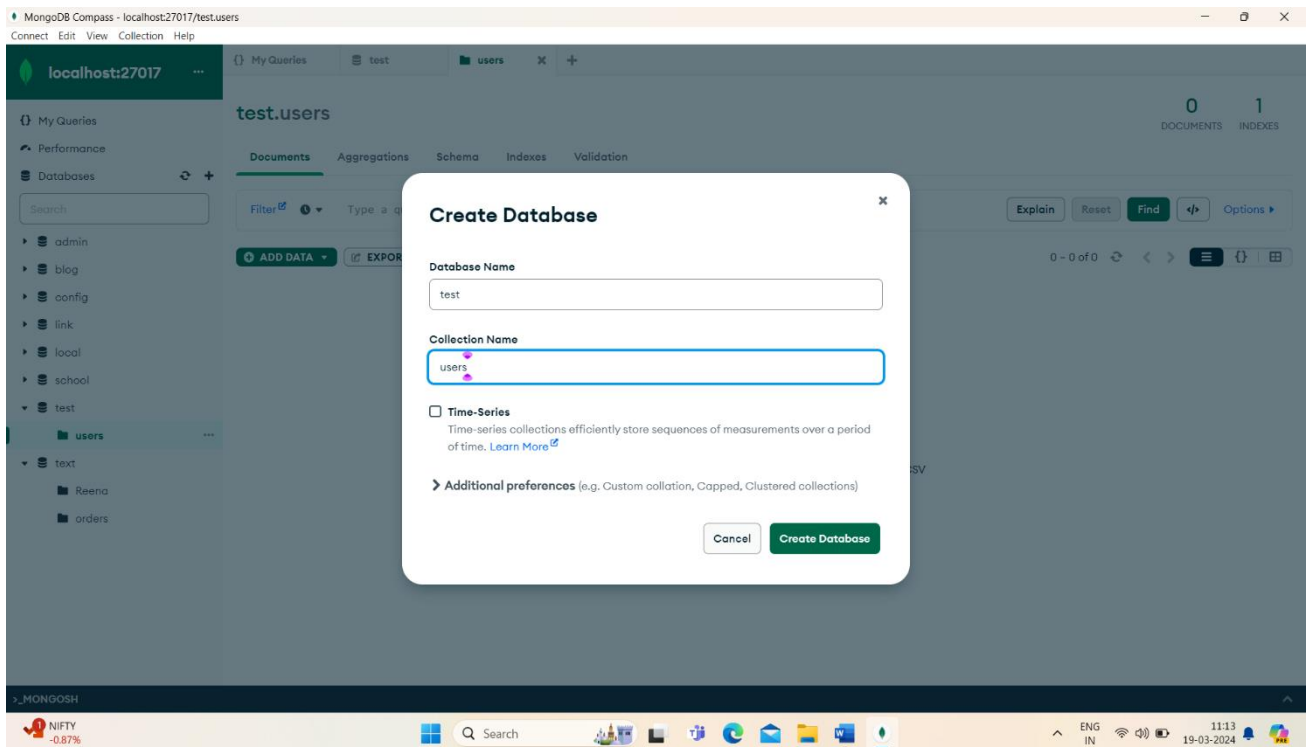 MongoDB Compass - localhost:27017/test.users
Connect Edit View Collection Help
localhost:27017 ...
{} My Queries
test
users
My Queries
Performance
Databases
Search
admin
blog
config
link
local
school
test
users
text
Reena
orders
test.users
0
DOCUMENTS
1
INDEXES
Documents Aggregations Schema Indexes Validation
Filter
Type a q
Explain Reset Find </> Options
ADD DATA
EXPOR
0 – 0 of 0
{}
Create Database
Database Name
test
Collection Name
users
Time-Series
Time-series collections efficiently store sequences of measurements over a period
of time. Learn More
Additional preferences (e.g. Custom collation, Capped, Clustered collections)
Cancel Create Database
CSV
>_MONGOSH
1
NIFTY
-0.87%
Search
ENG
IN
11:13
19-03-2024
PRE